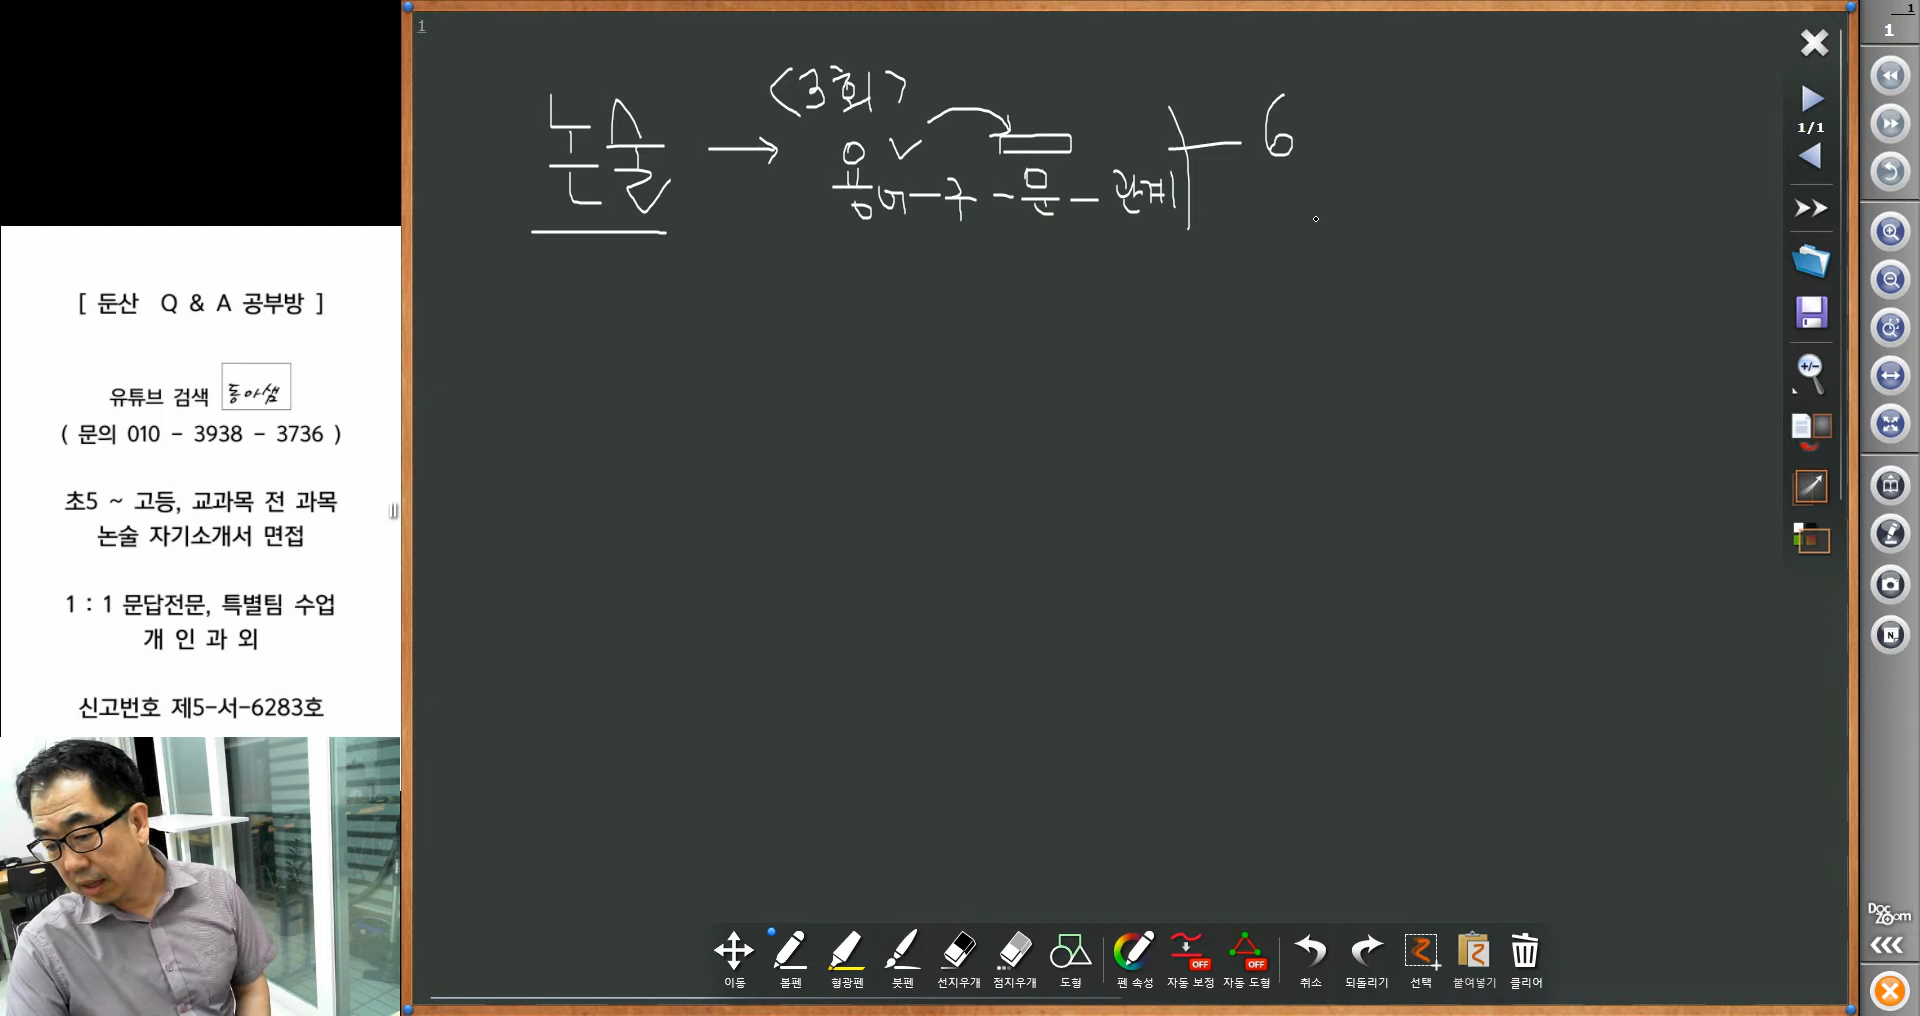 1
1
1
1/1
[ 둔산 Q & A 공부방 ]
유튜브 검색 동아샘
( 문의 010 - 3938 - 3736 )
초5 ~ 고등, 교과목 전 과목
논술 자기소개서 면접
1 : 1 문답전문, 특별팀 수업
개 인 과 외
신고번호 제5-서-6283호
<3회>
논술 → 용어 - 구 - 문 - 관계 6
Doc Zoom
이동 볼펜 형광펜 붓펜 선지우개 점지우개 도형 펜 속성 OFF 자동 보정 OFF 자동 도형 취소 되돌리기 선택 붙여넣기 클리어